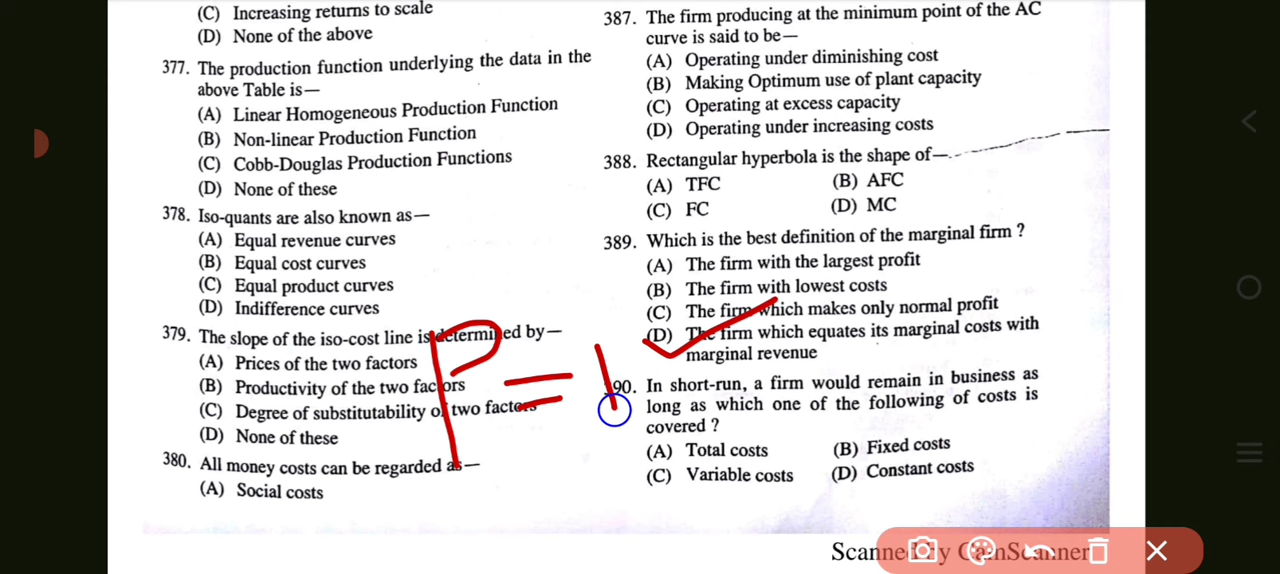 (C) Increasing returns to scale
(D) None of the above
377. The production function underlying the data in the
above Table is—
(A) Linear Homogeneous Production Function
(B) Non-linear Production Function
(C) Cobb-Douglas Production Functions
(D) None of these
378. Iso-quants are also known as—
(A) Equal revenue curves
(B) Equal cost curves
(C) Equal product curves
(D) Indifference curves
379. The slope of the iso-cost line is determined by—
(A) Prices of the two factors
(B) Productivity of the two factors
(C) Degree of substitutability of two factors
(D) None of these
380. All money costs can be regarded as—
(A) Social costs
387. The firm producing at the minimum point of the AC
curve is said to be—
(A) Operating under diminishing cost
(B) Making Optimum use of plant capacity
(C) Operating at excess capacity
(D) Operating under increasing costs
388. Rectangular hyperbola is the shape of—
(A) TFC (B) AFC
(C) FC (D) MC
389. Which is the best definition of the marginal firm ?
(A) The firm with the largest profit
(B) The firm with lowest costs
(C) The firm which makes only normal profit
(D) The firm which equates its marginal costs with
marginal revenue
90. In short-run, a firm would remain in business as
long as which one of the following of costs is
covered ?
(A) Total costs (B) Fixed costs
(C) Variable costs (D) Constant costs
P =
Scanned by CamScanner